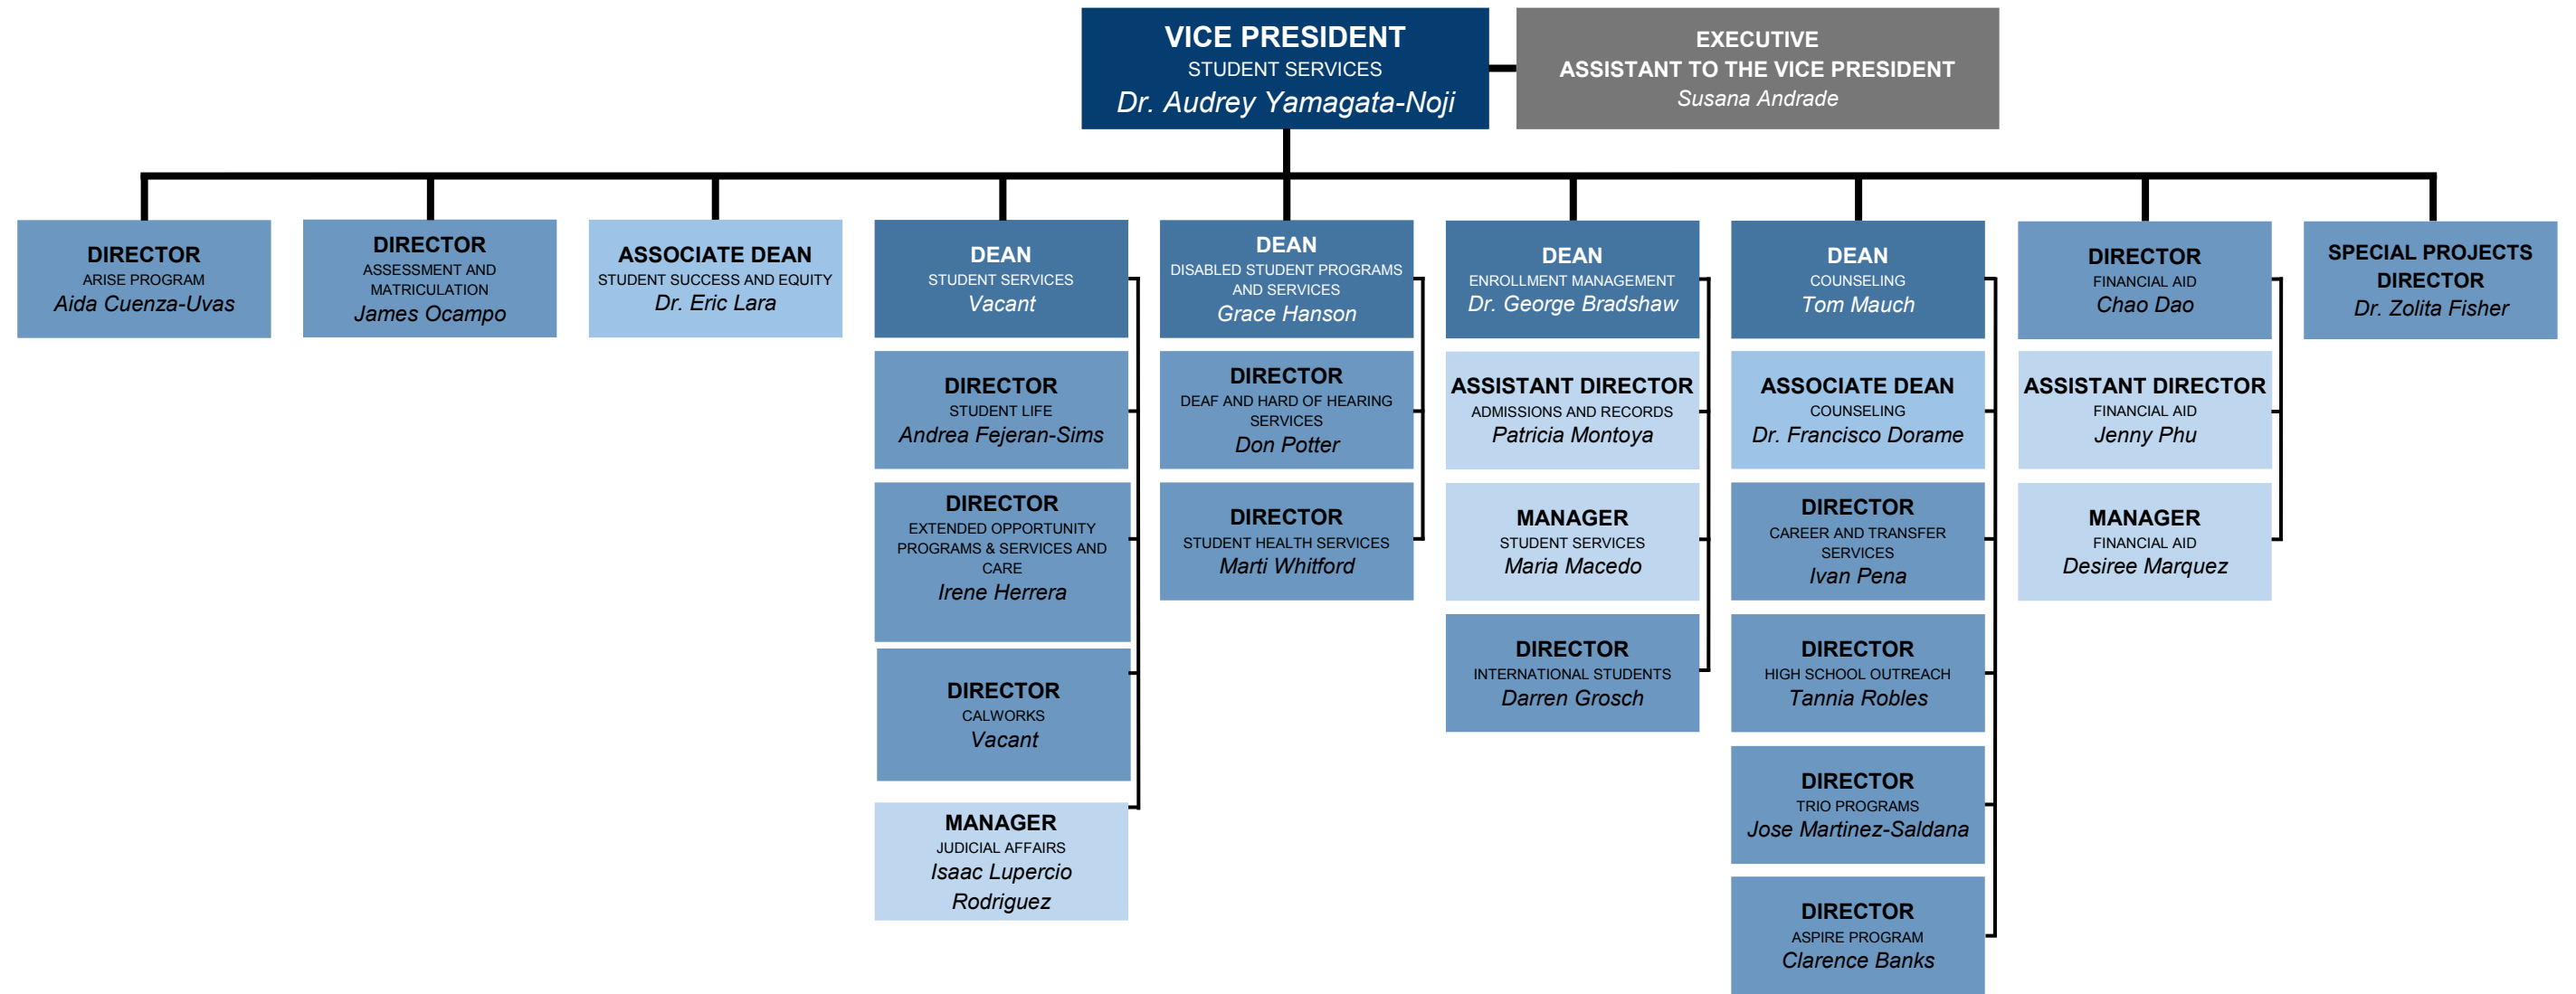 VICE PRESIDENT
STUDENT SERVICES
Dr. Audrey Yamagata-Noji
EXECUTIVE
ASSISTANT TO THE VICE PRESIDENT
Susana Andrade
DIRECTOR
ARISE PROGRAM
Aida Cuenza-Uvas
DIRECTOR
ASSESSMENT AND
MATRICULATION
James Ocampo
ASSOCIATE DEAN
STUDENT SUCCESS AND EQUITY
Dr. Eric Lara
DEAN
STUDENT SERVICES
Vacant
DIRECTOR
STUDENT LIFE
Andrea Fejeran-Sims
DIRECTOR
EXTENDED OPPORTUNITY
PROGRAMS & SERVICES AND
CARE
Irene Herrera
DIRECTOR
CALWORKS
Vacant
MANAGER
JUDICIAL AFFAIRS
Isaac Lupercio
Rodriguez
DEAN
DISABLED STUDENT PROGRAMS
AND SERVICES
Grace Hanson
DIRECTOR
DEAF AND HARD OF HEARING
SERVICES
Don Potter
DIRECTOR
STUDENT HEALTH SERVICES
Marti Whitford
DEAN
ENROLLMENT MANAGEMENT
Dr. George Bradshaw
ASSISTANT DIRECTOR
ADMISSIONS AND RECORDS
Patricia Montoya
MANAGER
STUDENT SERVICES
Maria Macedo
DIRECTOR
INTERNATIONAL STUDENTS
Darren Grosch
DEAN
COUNSELING
Tom Mauch
ASSOCIATE DEAN
COUNSELING
Dr. Francisco Dorame
DIRECTOR
CAREER AND TRANSFER
SERVICES
Ivan Pena
DIRECTOR
HIGH SCHOOL OUTREACH
Tannia Robles
DIRECTOR
TRIO PROGRAMS
Jose Martinez-Saldana
DIRECTOR
ASPIRE PROGRAM
Clarence Banks
DIRECTOR
FINANCIAL AID
Chao Dao
ASSISTANT DIRECTOR
FINANCIAL AID
Jenny Phu
MANAGER
FINANCIAL AID
Desiree Marquez
SPECIAL PROJECTS
DIRECTOR
Dr. Zolita Fisher